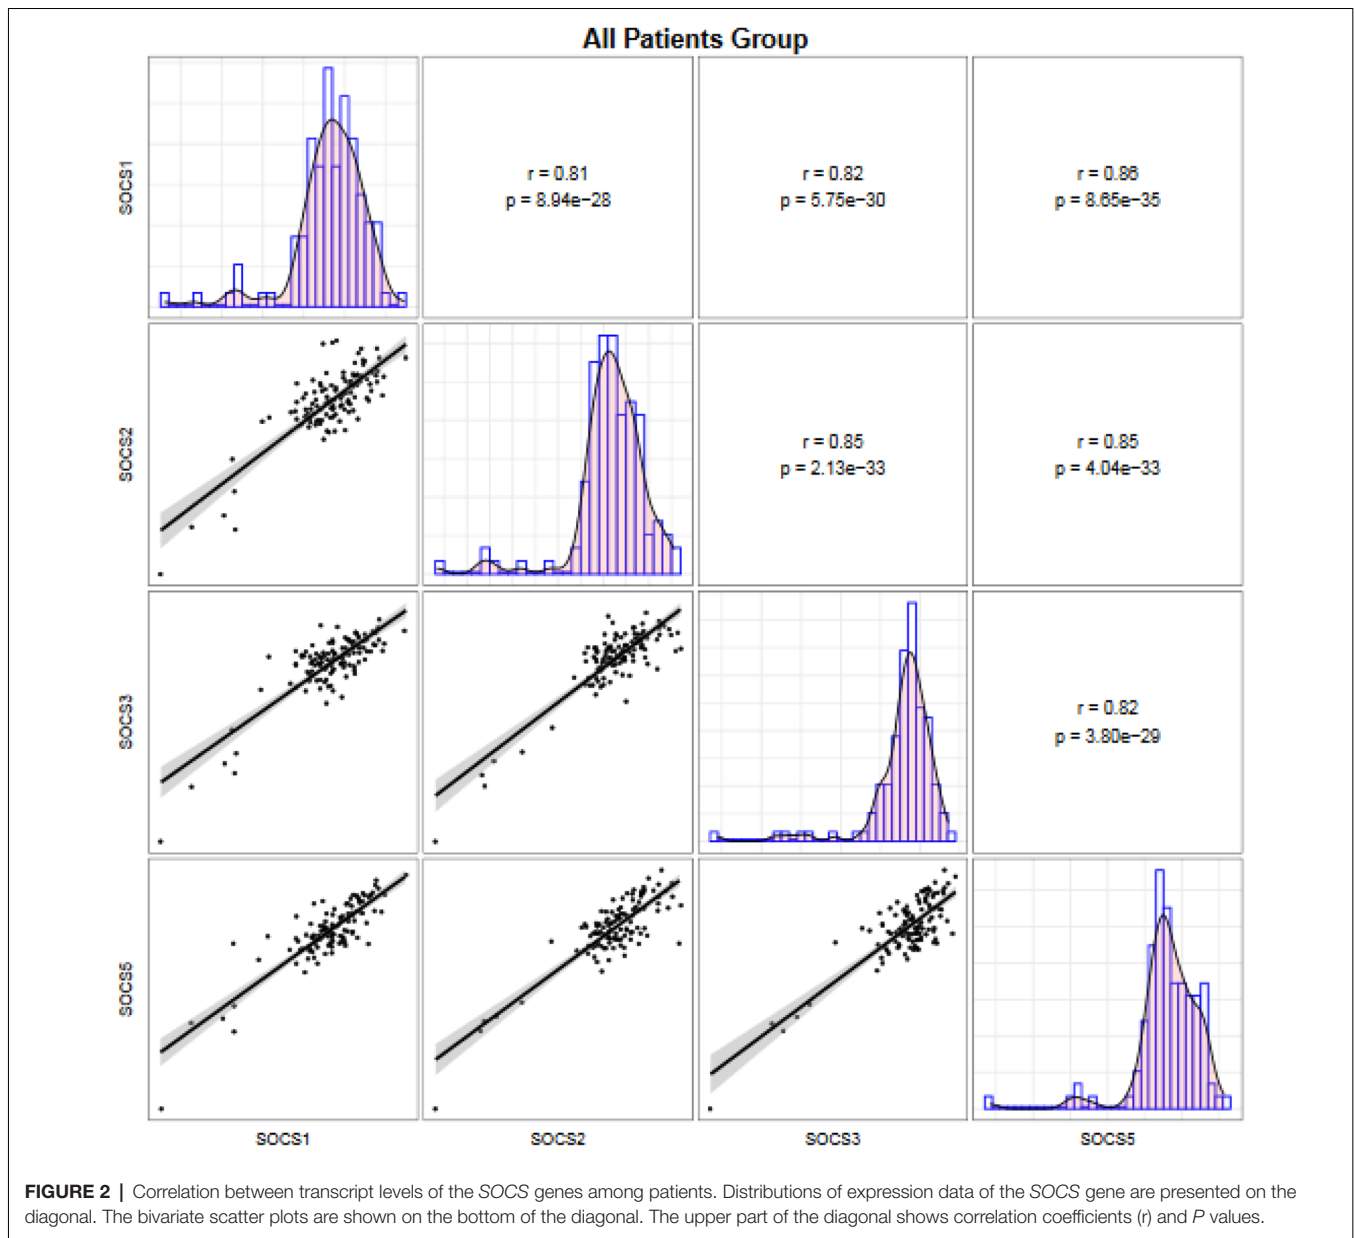 All Patients Group
SOCS1
r = 0.81
p = 8.94e−28
r = 0.82
p = 5.75e−30
r = 0.86
p = 8.65e−35
SOCS2
r = 0.85
p = 2.13e−33
r = 0.85
p = 4.04e−33
SOCS3
r = 0.82
p = 3.80e−29
SOCS5
SOCS1
SOCS2
SOCS3
SOCS5
FIGURE 2 | Correlation between transcript levels of the SOCS genes among patients. Distributions of expression data of the SOCS gene are presented on the
diagonal. The bivariate scatter plots are shown on the bottom of the diagonal. The upper part of the diagonal shows correlation coefficients (r) and P values.